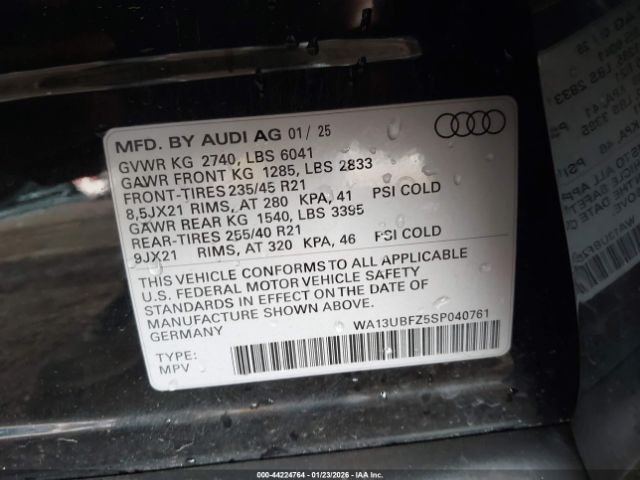 MFD. BY AUDI AG 01/ 25
GVWR KG 2740, LBS 6041
GAWR FRONT KG 1285, LBS 2833
FRONT-TIRES 235/45 R21
8,5JX21 RIMS, AT 280 KPA, 41 PSI COLD
GAWR REAR KG 1540, LBS 3395
REAR-TIRES 255/40 R21
9JX21 RIMS, AT 320 KPA, 46 PSI COLD
THIS VEHICLE CONFORMS TO ALL APPLICABLE
U.S. FEDERAL MOTOR VEHICLE SAFETY
STANDARDS IN EFFECT ON THE DATE OF
MANUFACTURE SHOWN ABOVE.
GERMANY
WA13UBFZ5SP040761
TYPE:
MPV
000-44224764 | 01/23/2026 | IAA HOLDINGS, LLC